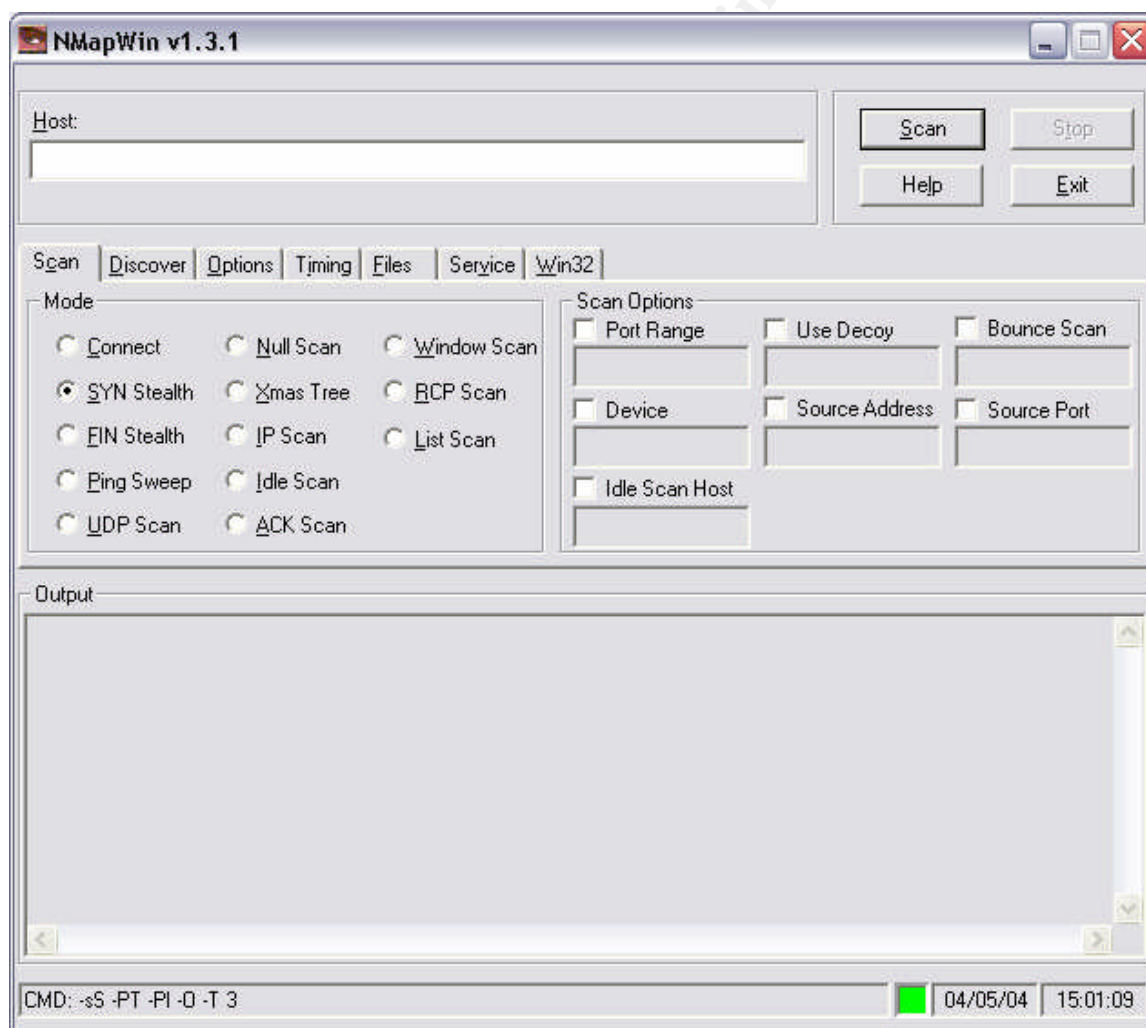 NMapWin v1.3.1
Host:
Scan Stop
Help Exit
Scan Discover Options Timing Files Service Win32
Mode
Connect Null Scan Window Scan
SYN Stealth Xmas Tree RCP Scan
FIN Stealth IP Scan List Scan
Ping Sweep Idle Scan
UDP Scan ACK Scan
Scan Options
Port Range Use Decoy Bounce Scan
Device Source Address Source Port
Idle Scan Host
Output
CMD: -sS -PT -PI -O -T 3 04/05/04 15:01:09